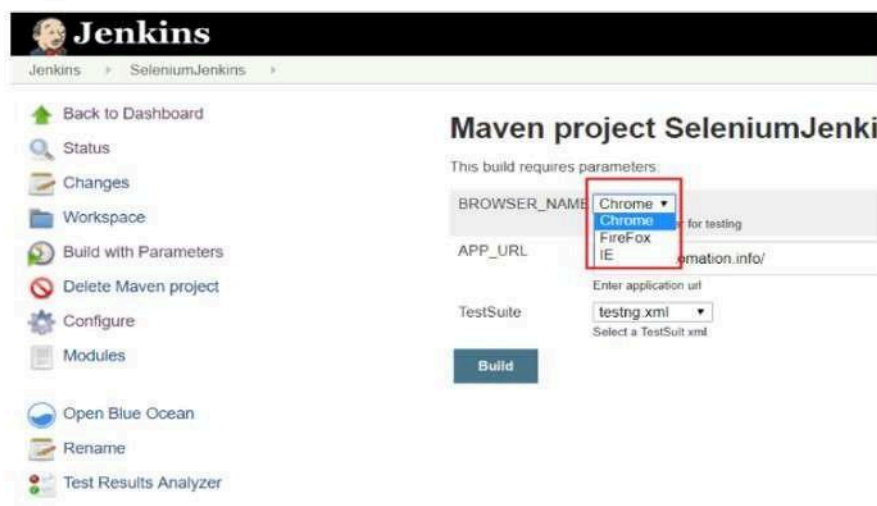 Jenkins
Jenkins SeleniumJenkins
Back to Dashboard
Status
Changes
Workspace
Build with Parameters
Delete Maven project
Configure
Modules
Open Blue Ocean
Rename
Test Results Analyzer
Maven project SeleniumJenki
This build requires parameters:
BROWSER_NAME Chrome
Chrome
for testing
FireFox
IE
APP_URL omation.info/
Enter application url
TestSuite testng.xml
Select a TestSuit xml
Build